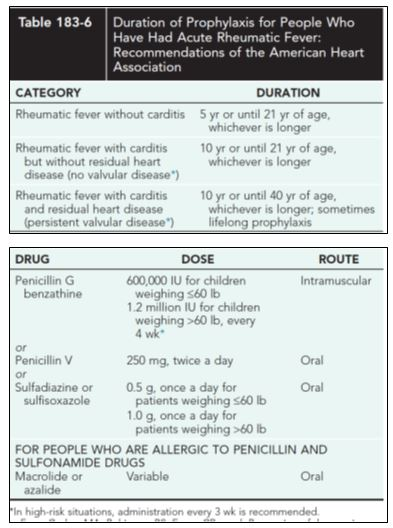 Table 183-6 Duration of Prophylaxis for People Who
Have Had Acute Rheumatic Fever:
Recommendations of the American Heart
Association
CATEGORY DURATION
Rheumatic fever without carditis 5 yr or until 21 yr of age,
whichever is longer
Rheumatic fever with carditis 10 yr or until 21 yr of age,
but without residual heart whichever is longer
disease (no valvular disease*)
Rheumatic fever with carditis 10 yr or until 40 yr of age,
and residual heart disease whichever is longer; sometimes
(persistent valvular disease*) lifelong prophylaxis
DRUG DOSE ROUTE
Penicillin G 600,000 IU for children Intramuscular
benzathine weighing ≤60 lb
1.2 million IU for children
weighing >60 lb, every
4 wk*
or
Penicillin V 250 mg, twice a day Oral
or
Sulfadiazine or 0.5 g, once a day for Oral
sulfisoxazole patients weighing ≤60 lb
1.0 g, once a day for
patients weighing >60 lb
FOR PEOPLE WHO ARE ALLERGIC TO PENICILLIN AND
SULFONAMIDE DRUGS
Macrolide or Variable Oral
azalide
*In high-risk situations, administration every 3 wk is recommended.